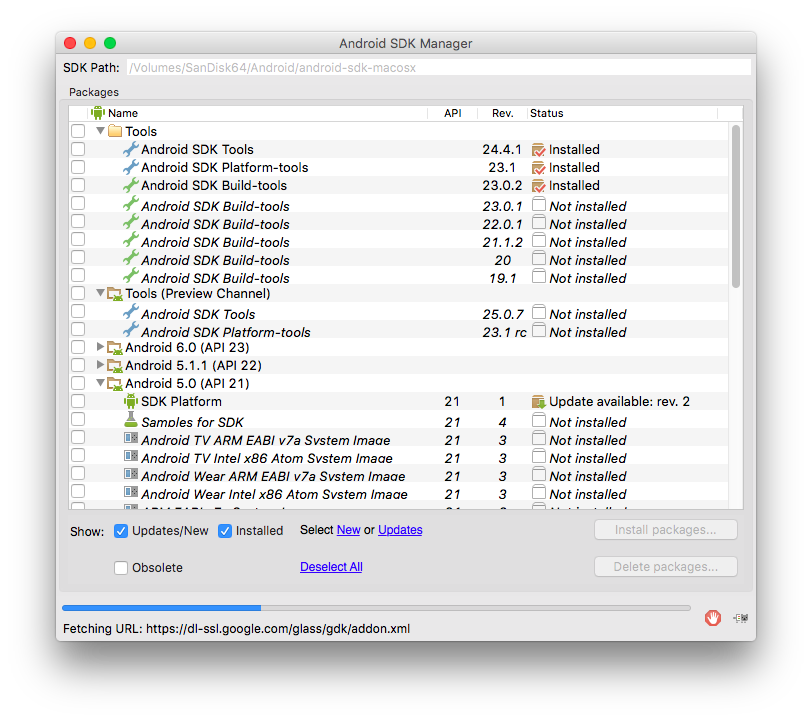 Android SDK Manager
SDK Path: /Volumes/SanDisk64/Android/android-sdk-macosx
Packages
Name API Rev. Status
Tools
Android SDK Tools 24.4.1 Installed
Android SDK Platform-tools 23.1 Installed
Android SDK Build-tools 23.0.2 Installed
Android SDK Build-tools 23.0.1 Not installed
Android SDK Build-tools 22.0.1 Not installed
Android SDK Build-tools 21.1.2 Not installed
Android SDK Build-tools 20 Not installed
Android SDK Build-tools 19.1 Not installed
Tools (Preview Channel)
Android SDK Tools 25.0.7 Not installed
Android SDK Platform-tools 23.1 rc Not installed
Android 6.0 (API 23)
Android 5.1.1 (API 22)
Android 5.0 (API 21)
SDK Platform 21 1 Update available: rev. 2
Samples for SDK 21 4 Not installed
Android TV ARM EABI v7a System Image 21 3 Not installed
Android TV Intel x86 Atom System Image 21 3 Not installed
Android Wear ARM EABI v7a System Image 21 3 Not installed
Android Wear Intel x86 Atom System Image 21 3 Not installed
Show: Updates/New Installed Select New or Updates Install packages...
Obsolete Deselect All Delete packages...
Fetching URL: https://dl-ssl.google.com/glass/gdk/addon.xml